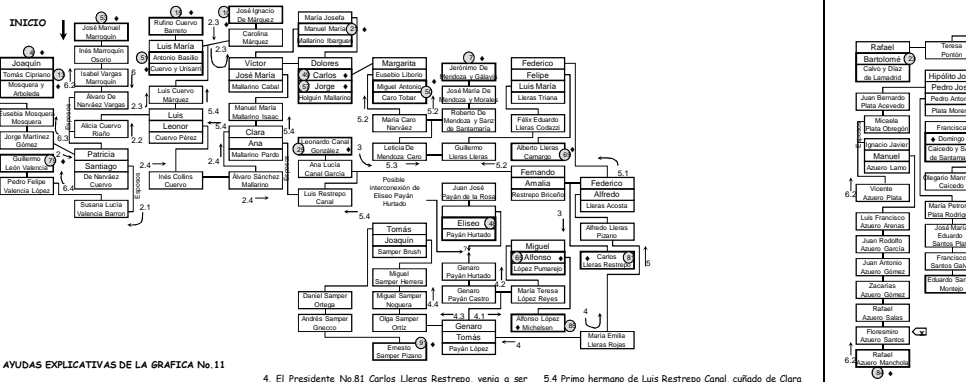 INICIO
José Manuel
Marroquín
Inés Marroquín
Osorio
Isabel Vargas
Marroquín
Álvaro De
Narváez Vargas
Alicia Cuervo
Riaño
Patricia
Santiago
De Narváez
Cuervo
Susana Lucía
Valencia Barron
Joaquín
Tomás Cipriano
Mosquera y
Arboleda
Eusebia Mosquera
Mosquera
Jorge Martínez
Gómez
Guillermo
León Valencia
Pedro Felipe
Valencia López
Rufino Cuervo
Barreto
Luis María
Antonio Basilio
Cuervo y Urisarri
Luis Cuervo
Márquez
Luis
Leonor
Cuervo Pérez
Inés Collins
Cuervo
José Ignacio
De Márquez
Carolina
Márquez
Víctor
José María
Mallarino Cabal
Manuel María
Mallarino Isaac
Clara
Ana
Mallarino Pardo
Álvaro Sánchez
Mallarino
María Josefa
Manuel María
Mallarino Ibarguen
Dolores
Carlos
Jorge
Holguín Mallarino
Leonardo Canal
González
Ana Lucía
Canal García
Luis Restrepo
Canal
Margarita
Eusebio Liborio
Miguel Antonio
Caro Tobar
María Caro
Narváez
Leticia De
Mendoza Caro
Jerónimo De
José María De
Mendoza y Morales
Roberto De
Mendoza y Sanz
de Santamaría
Guillermo
Lleras Lleras
Federico
Felipe
Luis María
Lleras Triana
Félix Eduardo
Lleras Codazzi
Alberto Lleras
Camargo
Fernando
Amalia
Restrepo Briceño
Federico
Alfredo
Lleras Acosta
Alfredo Lleras
Pizano
Carlos
Lleras Restrepo
Posible
interconexión de
Eliseo Payán
Hurtado
Juan José
Payán de la Rosa
Eliseo
Payán Hurtado
Genaro
Payán Hurtado
Genaro
Payán Castro
Genaro
Tomás
Payán López
Miguel
Alfonso
López Pumarejo
María Teresa
López Reyes
Alfonso López
Michelsen
María Emilia
Lleras Rojas
Tomás
Joaquín
Samper Brush
Miguel
Samper Herrera
Miguel Samper
Noguera
Olga Samper
Ortíz
Daniel Samper
Ortega
Andrés Samper
Gnecco
Ernesto
Samper Pizano
Rafael
Bartolomé
Calvo y Díaz
de Lamadrid
Juan Bernardo
Plata Acevedo
Micaela
Plata Obregón
Ignacio Javier
Manuel
Azuero Lamo
Vicente
Azuero Plata
Luis Francisco
Azuero Arenas
Juan Rodolfo
Azuero García
Juan Antonio
Azuero Gómez
Zacarías
Azuero Gómez
Rafael
Azuero Salas
Floresmiro
Azuero Santos
Rafael
Azuero Manchola
Teresa
Pontón
AYUDAS EXPLICATIVAS DE LA GRAFICA No.11
4. El Presidente No.81 Carlos Lleras Restrepo, venia a ser
5.4 Primo hermano de Luis Restrepo Canal, cuñado de Clara